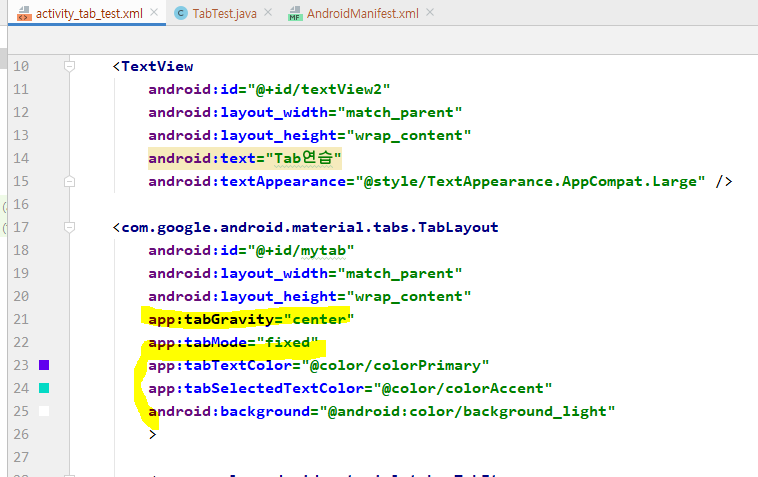 activity_tab_test.xml TabTest.java AndroidManifest.xml
10 <TextView
11 android:id="@+id/textView2"
12 android:layout_width="match_parent"
13 android:layout_height="wrap_content"
14 android:text="Tab연습"
15 android:textAppearance="@style/TextAppearance.AppCompat.Large" />
16
17 <com.google.android.material.tabs.TabLayout
18 android:id="@+id/mytab"
19 android:layout_width="match_parent"
20 android:layout_height="wrap_content"
21 app:tabGravity="center"
22 app:tabMode="fixed"
23 app:tabTextColor="@color/colorPrimary"
24 app:tabSelectedTextColor="@color/colorAccent"
25 android:background="@android:color/background_light"
26 >
27